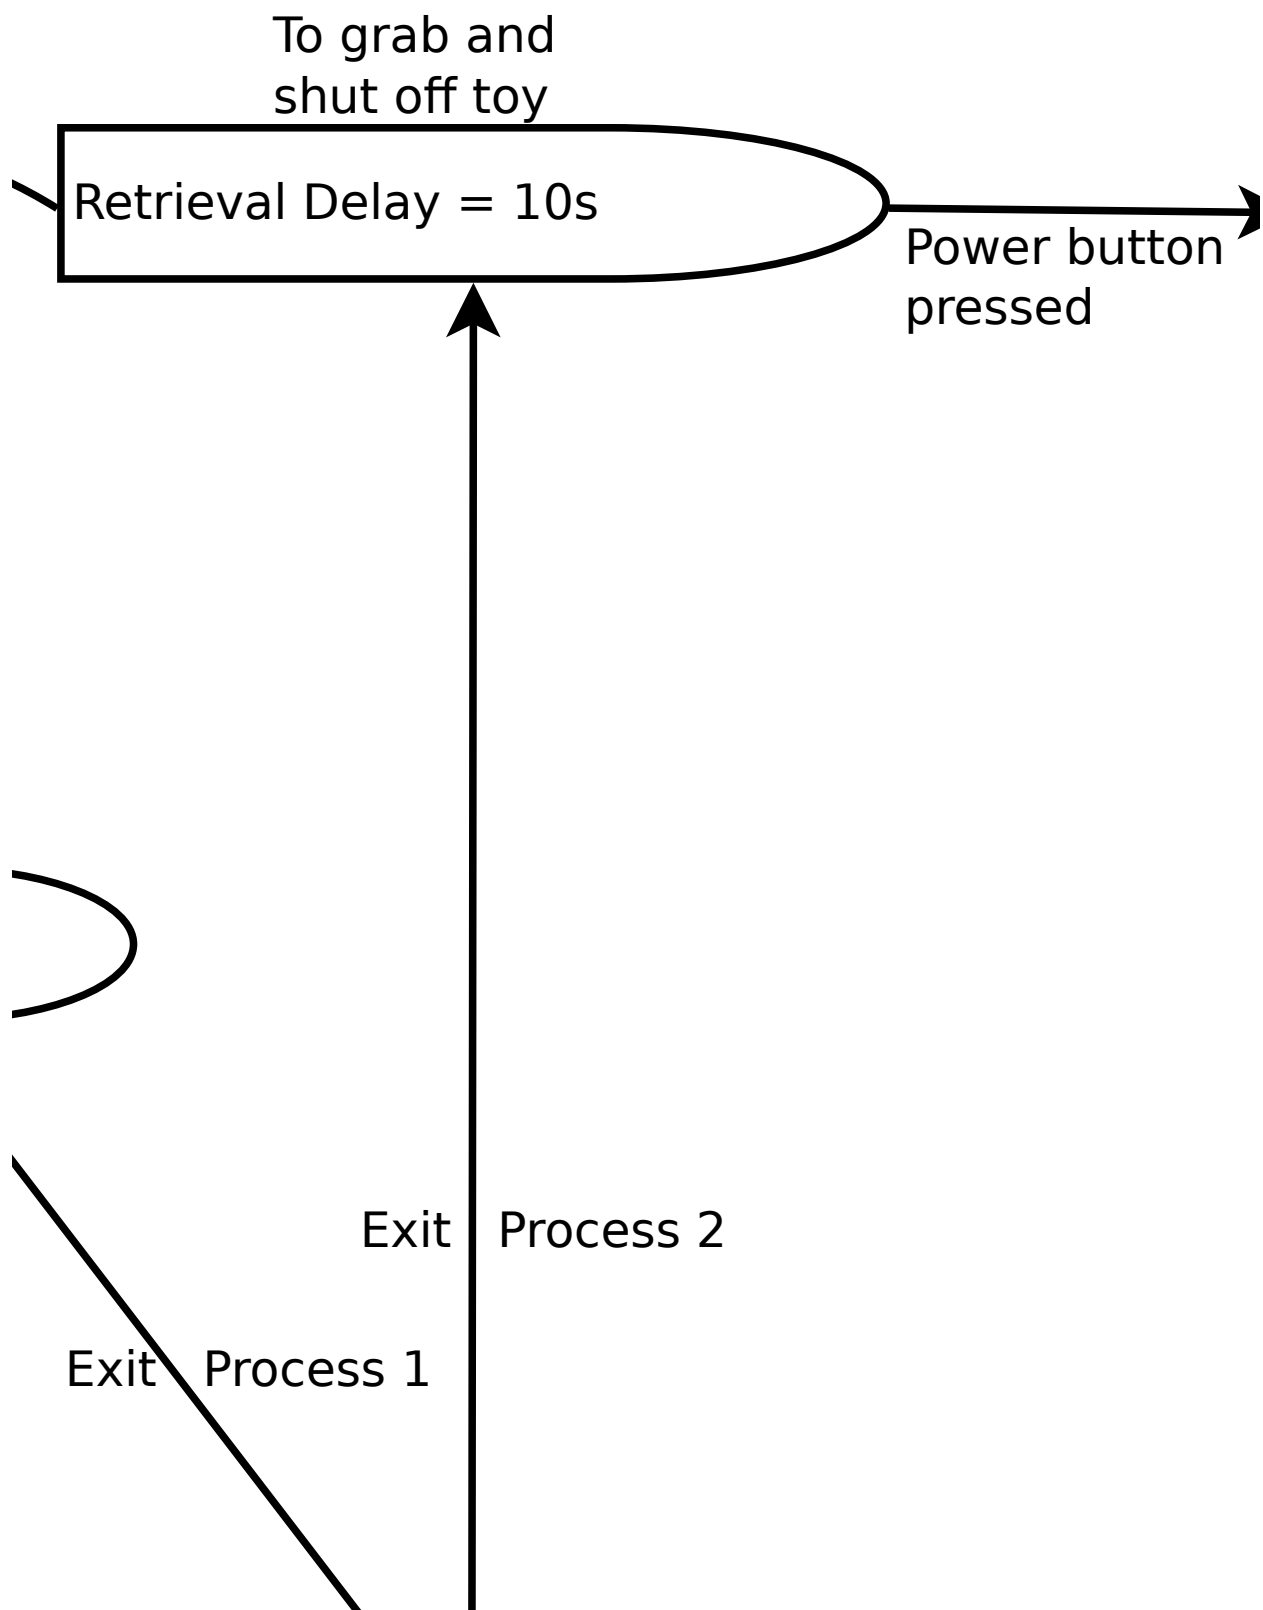 To grab and
shut off toy
Retrieval Delay = 10s
Power button
pressed
Exit Process 2
Exit Process 1